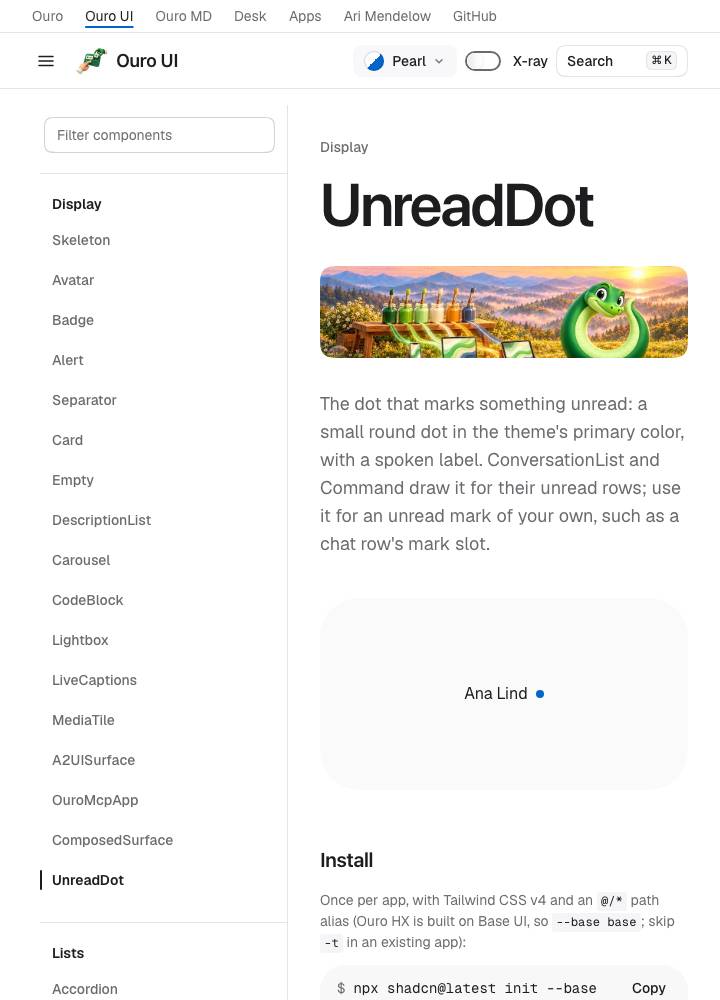 Ouro Ouro UI Ouro MD Desk Apps Ari Mendelow GitHub
Ouro UI Pearl X-ray Search ⌘ K
Filter components
Display
Skeleton
Avatar
Badge
Alert
Separator
Card
Empty
DescriptionList
Carousel
CodeBlock
Lightbox
LiveCaptions
MediaTile
A2UISurface
OuroMcpApp
ComposedSurface
UnreadDot
Lists
Accordion
Display
UnreadDot
The dot that marks something unread: a
small round dot in the theme's primary color,
with a spoken label. ConversationList and
Command draw it for their unread rows; use
it for an unread mark of your own, such as a
chat row's mark slot.
Ana Lind
Install
Once per app, with Tailwind CSS v4 and an @/* path
alias (Ouro HX is built on Base UI, so --base base; skip
-t in an existing app):
$ npx shadcn@latest init --base Copy